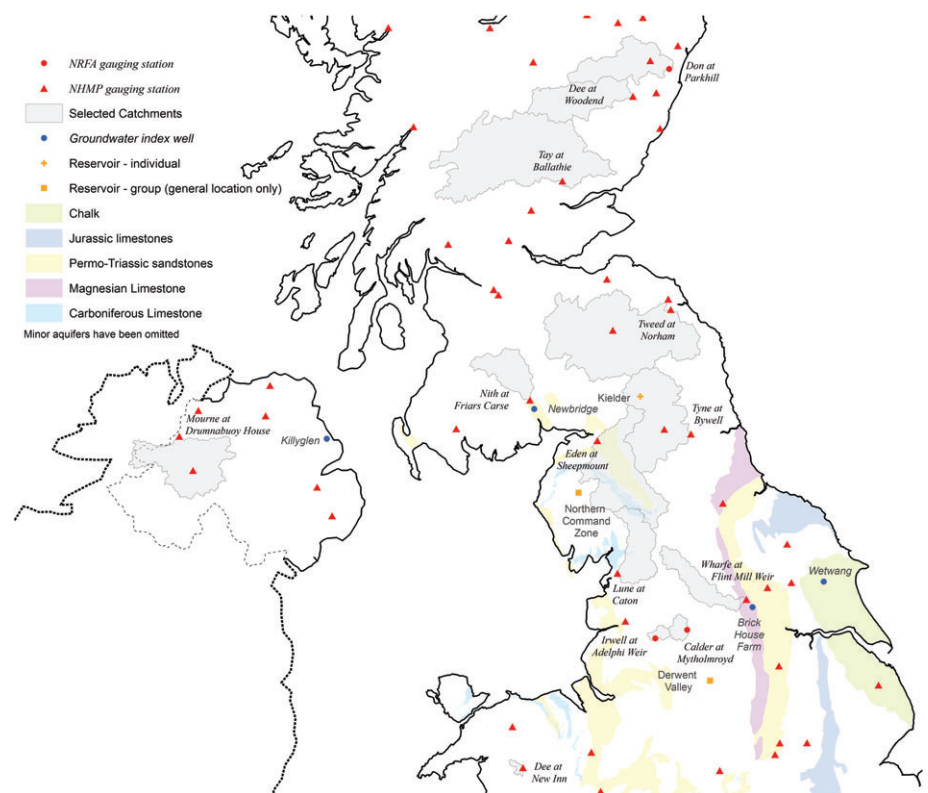 NRFA gauging station
NHMP gauging station
Selected Catchments
Groundwater index well
Reservoir - individual
Reservoir - group (general location only)
Chalk
Jurassic limestones
Permo-Triassic sandstones
Magnesian Limestone
Carboniferous Limestone
Minor aquifers have been omitted
Don at
Parkhill
Dee at
Woodend
Tay at
Ballathie
Tweed at
Norham
Nith at
Friars Carse
Newbridge
Kielder
Tyne at
Bywell
Mourne at
Drumnabuoy House
Killyglen
Eden at
Sheepmount
Northern
Command
Zone
Wharfe at
Flint Mill Weir
Wetwang
Lune at
Caton
Irwell at
Adelphi Weir
Calder at
Mytholmroyd
Brick
House
Farm
Derwent
Valley
Dee at
New Inn